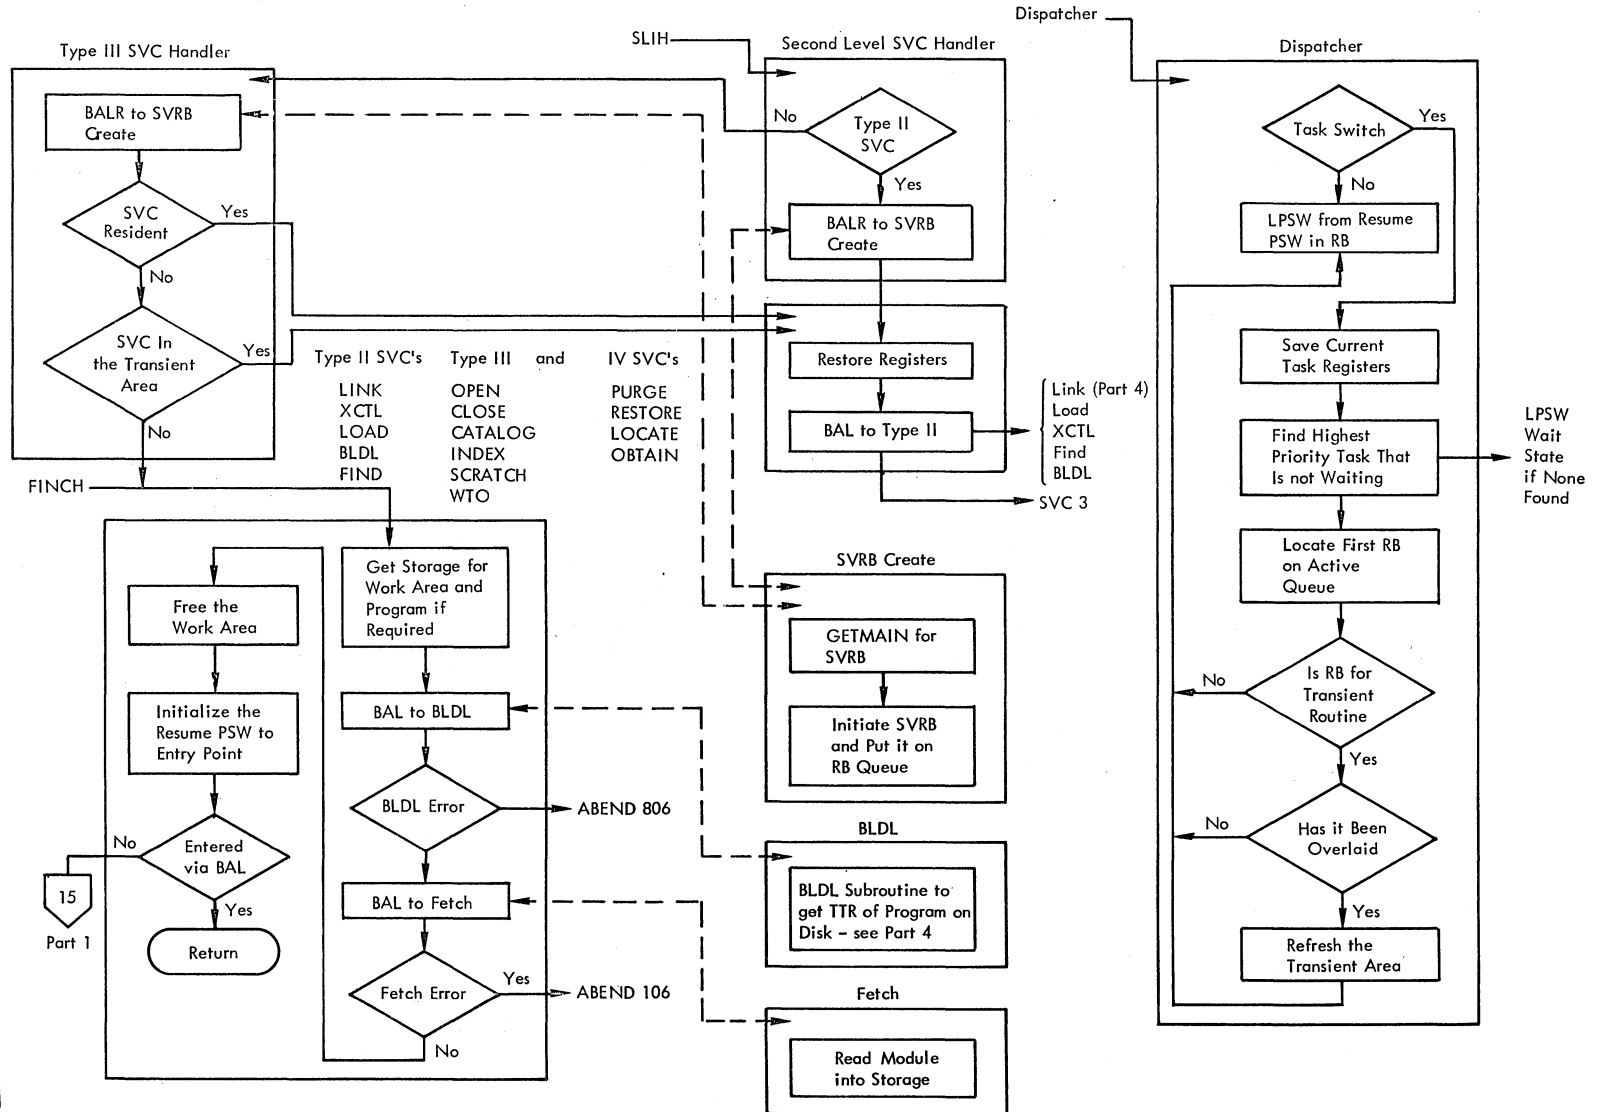 Type III SVC Handler
BALR to SVRB
Create
SVC
Resident
Yes
No
SVC In
the Transient
Area
Yes
No
FINCH
SLIH
Second Level SVC Handler
No
Type II
SVC
Yes
BALR to SVRB
Create
Restore Registers
BAL to Type II
Link (Part 4)
Load
XCTL
Find
BLDL
SVC 3
Type II SVC's
LINK
XCTL
LOAD
BLDL
FIND
Type III and IV SVC's
OPEN
CLOSE
CATALOG
INDEX
SCRATCH
WTO
PURGE
RESTORE
LOCATE
OBTAIN
Get Storage for
Work Area and
Program if
Required
BAL to BLDL
BLDL Error
ABEND 806
BAL to Fetch
Fetch Error
Yes
ABEND 106
No
Free the
Work Area
Initialize the
Resume PSW to
Entry Point
Entered
via BAL
No
15
Part 1
Yes
Return
SVRB Create
GETMAIN for
SVRB
Initiate SVRB
and Put it on
RB Queue
BLDL
BLDL Subroutine to
get TTR of Program on
Disk - see Part 4
Fetch
Read Module
into Storage
Dispatcher
Dispatcher
Task Switch
Yes
No
LPSW from Resume
PSW in RB
Save Current
Task Registers
Find Highest
Priority Task That
Is not Waiting
LPSW
Wait
State
if None
Found
Locate First RB
on Active
Queue
Is RB for
Transient
Routine
No
Yes
Has it Been
Overlaid
No
Yes
Refresh the
Transient Area